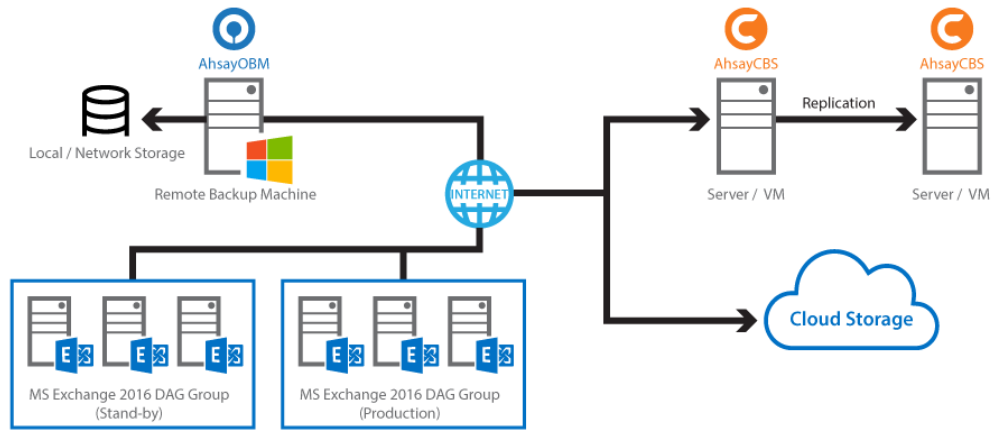 AhsayOBM
AhsayCBS
AhsayCBS
Replication
Local / Network Storage
Remote Backup Machine
INTERNET
Server / VM
Server / VM
Cloud Storage
E
E
E
E
E
E
MS Exchange 2016 DAG Group
(Stand-by)
MS Exchange 2016 DAG Group
(Production)